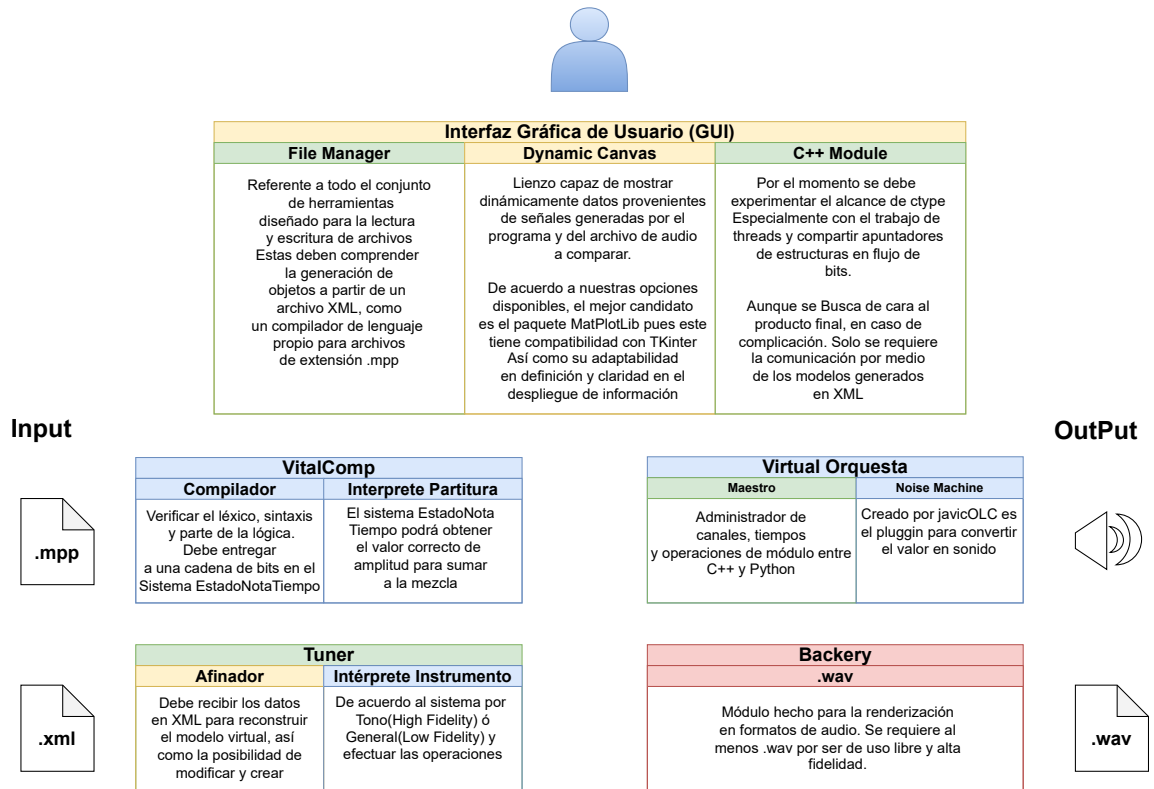 Interfaz Gráfica de Usuario (GUI)
File Manager
Referente a todo el conjunto
de herramientas
diseñado para la lectura
y escritura de archivos
Estas deben comprender
la generación de
objetos a partir de un
archivo XML, como
un compilador de lenguaje
propio para archivos
de extensión .mpp
Dynamic Canvas
Lienzo capaz de mostrar
dinámicamente datos provenientes
de señales generadas por el
programa y del archivo de audio
a comparar.
De acuerdo a nuestras opciones
disponibles, el mejor candidato
es el paquete MatPlotLib pues este
tiene compatibilidad con TKinter
Así como su adaptabilidad
en definición y claridad en el
despliegue de información
C++ Module
Por el momento se debe
experimentar el alcance de ctype
Especialmente con el trabajo de
threads y compartir apuntadores
de estructuras en flujo de
bits.
Aunque se Busca de cara al
producto final, en caso de
complicación. Solo se requiere
la comunicación por medio
de los modelos generados
en XML
Input
OutPut
.mpp
VitalComp
Compilador
Verificar el léxico, sintaxis
y parte de la lógica.
Debe entregar
a una cadena de bits en el
Sistema EstadoNotaTiempo
Interprete Partitura
El sistema EstadoNota
Tiempo podrá obtener
el valor correcto de
amplitud para sumar
a la mezcla
Virtual Orquesta
Maestro
Administrador de
canales, tiempos
y operaciones de módulo entre
C++ y Python
Noise Machine
Creado por javicOLC es
el pluggin para convertir
el valor en sonido
.xml
Tuner
Afinador
Debe recibir los datos
en XML para reconstruir
el modelo virtual, así
como la posibilidad de
modificar y crear
Intérprete Instrumento
De acuerdo al sistema por
Tono(High Fidelity) ó
General(Low Fidelity) y
efectuar las operaciones
Backery
.wav
Módulo hecho para la renderización
en formatos de audio. Se requiere al
menos .wav por ser de uso libre y alta
fidelidad.
.wav